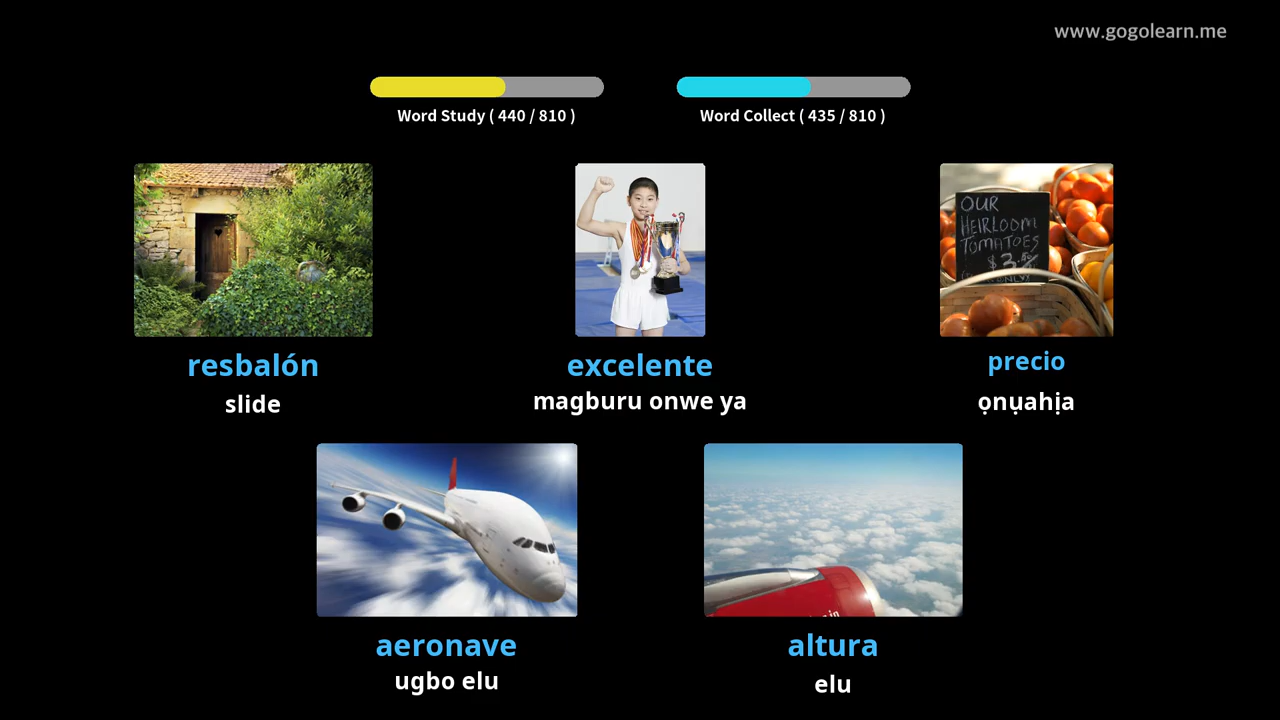 www.gogolearn.me
Word Study ( 440 / 810 )
Word Collect ( 435 / 810 )
OUR
HEIRLOOM
TOMATOES
resbalón
excelente
precio
slide
magburu onwe ya
ọnụahịa
aeronave
altura
ugbo elu
elu